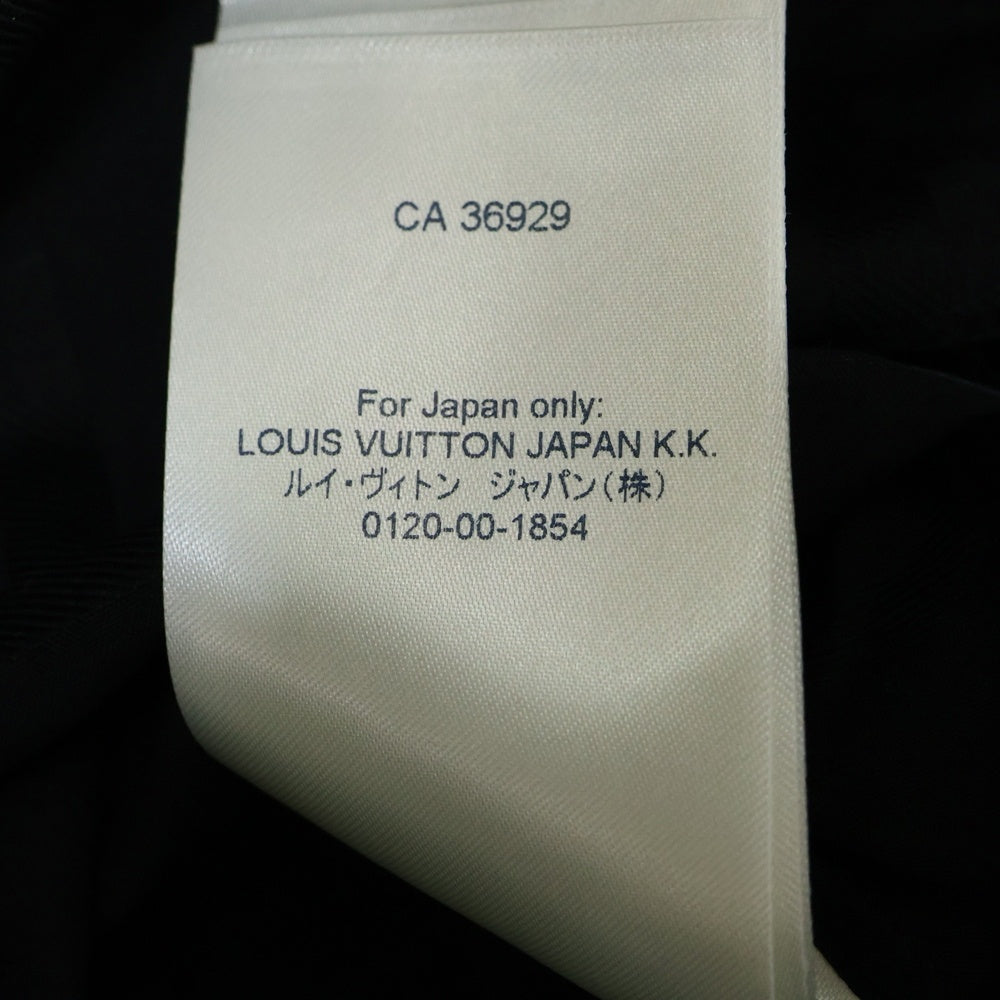 CA 36929
For Japan only:
LOUIS VUITTON JAPAN K.K.
ルイ・ヴィトン　ジャパン(株)
0120-00-1854